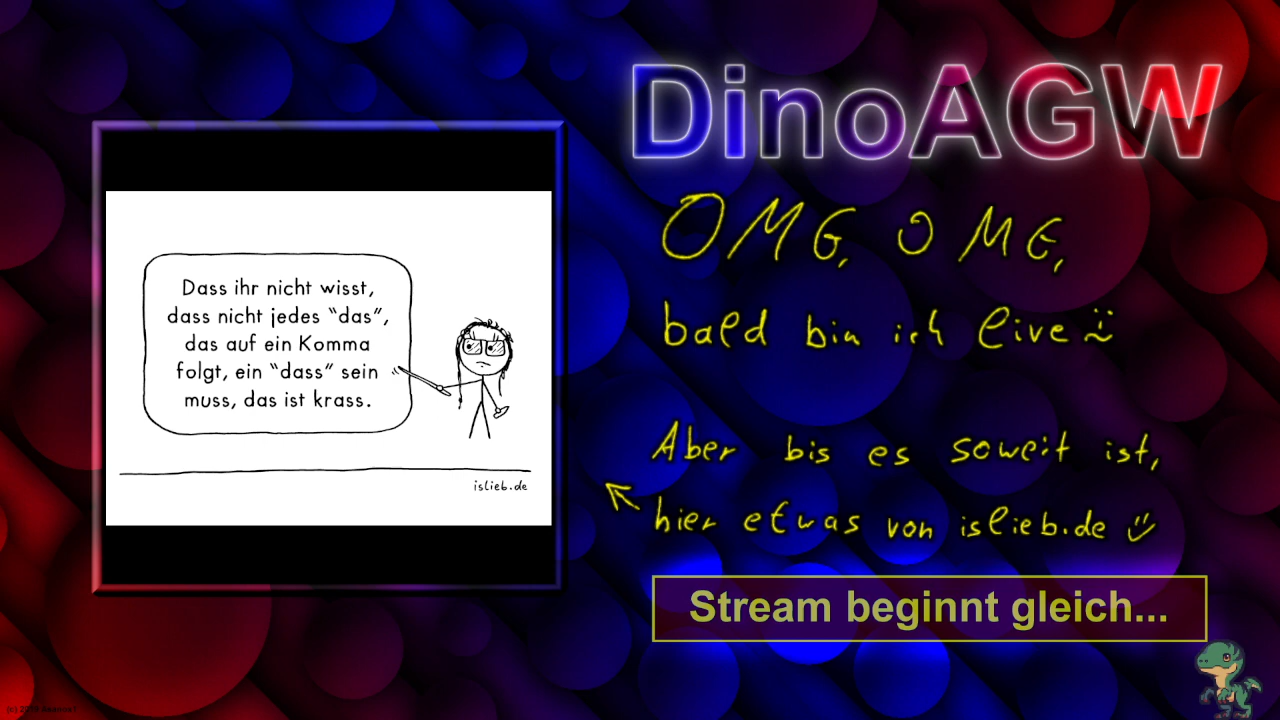 DinoAGW
OMG, OMG,
bald bin ich live
Dass ihr nicht wisst,
dass nicht jedes “das”,
das auf ein Komma
folgt, ein “dass” sein
muss, das ist krass.
islieb.de
Aber bis es soweit ist,
hier etwas von islieb.de
Stream beginnt gleich...